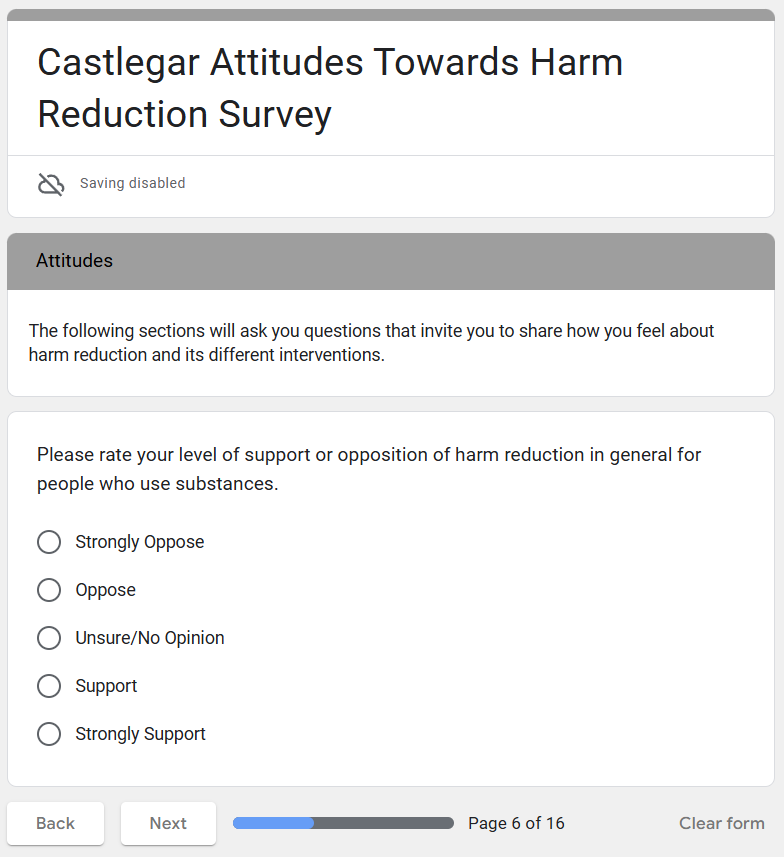 Castlegar Attitudes Towards Harm
Reduction Survey
Saving disabled
Attitudes
The following sections will ask you questions that invite you to share how you feel about
harm reduction and its different interventions.
Please rate your level of support or opposition of harm reduction in general for
people who use substances.
Strongly Oppose
Oppose
Unsure/No Opinion
Support
Strongly Support
Back Next Page 6 of 16 Clear form